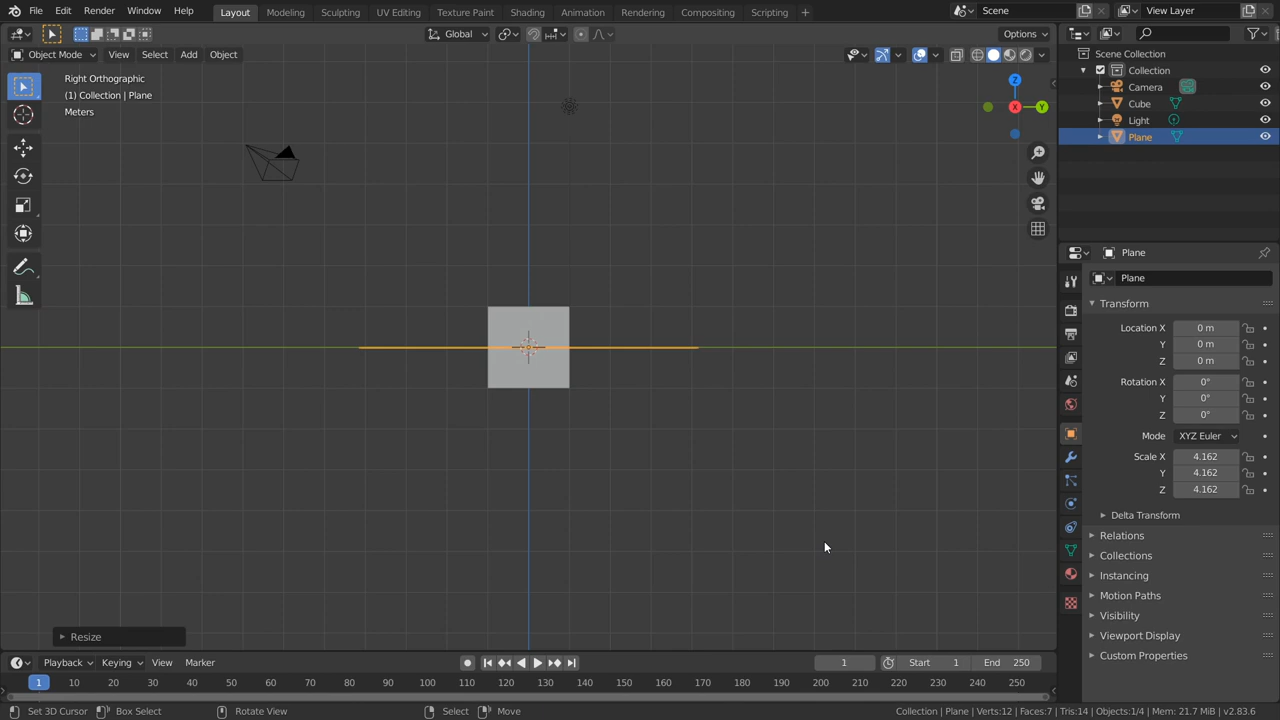 File Edit Render Window Help Layout Modeling Sculpting UV Editing Texture Paint Shading Animation Rendering Compositing Scripting + Scene View Layer
Global Options
Object Mode View Select Add Object
Right Orthographic
(1) Collection | Plane
Meters
Scene Collection
Collection
Camera
Cube
Light
Plane
Plane
Plane
Transform
Location X 0 m
Y 0 m
Z 0 m
Rotation X 0°
Y 0°
Z 0°
Mode XYZ Euler
Scale X 4.162
Y 4.162
Z 4.162
Delta Transform
Relations
Collections
Instancing
Motion Paths
Visibility
Viewport Display
Custom Properties
Z
X
Y
Resize
Playback Keying View Marker 1 Start 1 End 250
1 10 20 30 40 50 60 70 80 90 100 110 120 130 140 150 160 170 180 190 200 210 220 230 240 250
Set 3D Cursor Box Select Rotate View Select Move Collection | Plane | Verts:12 | Faces:7 | Tris:14 | Objects:1/4 | Mem: 21.7 MiB | v2.83.6